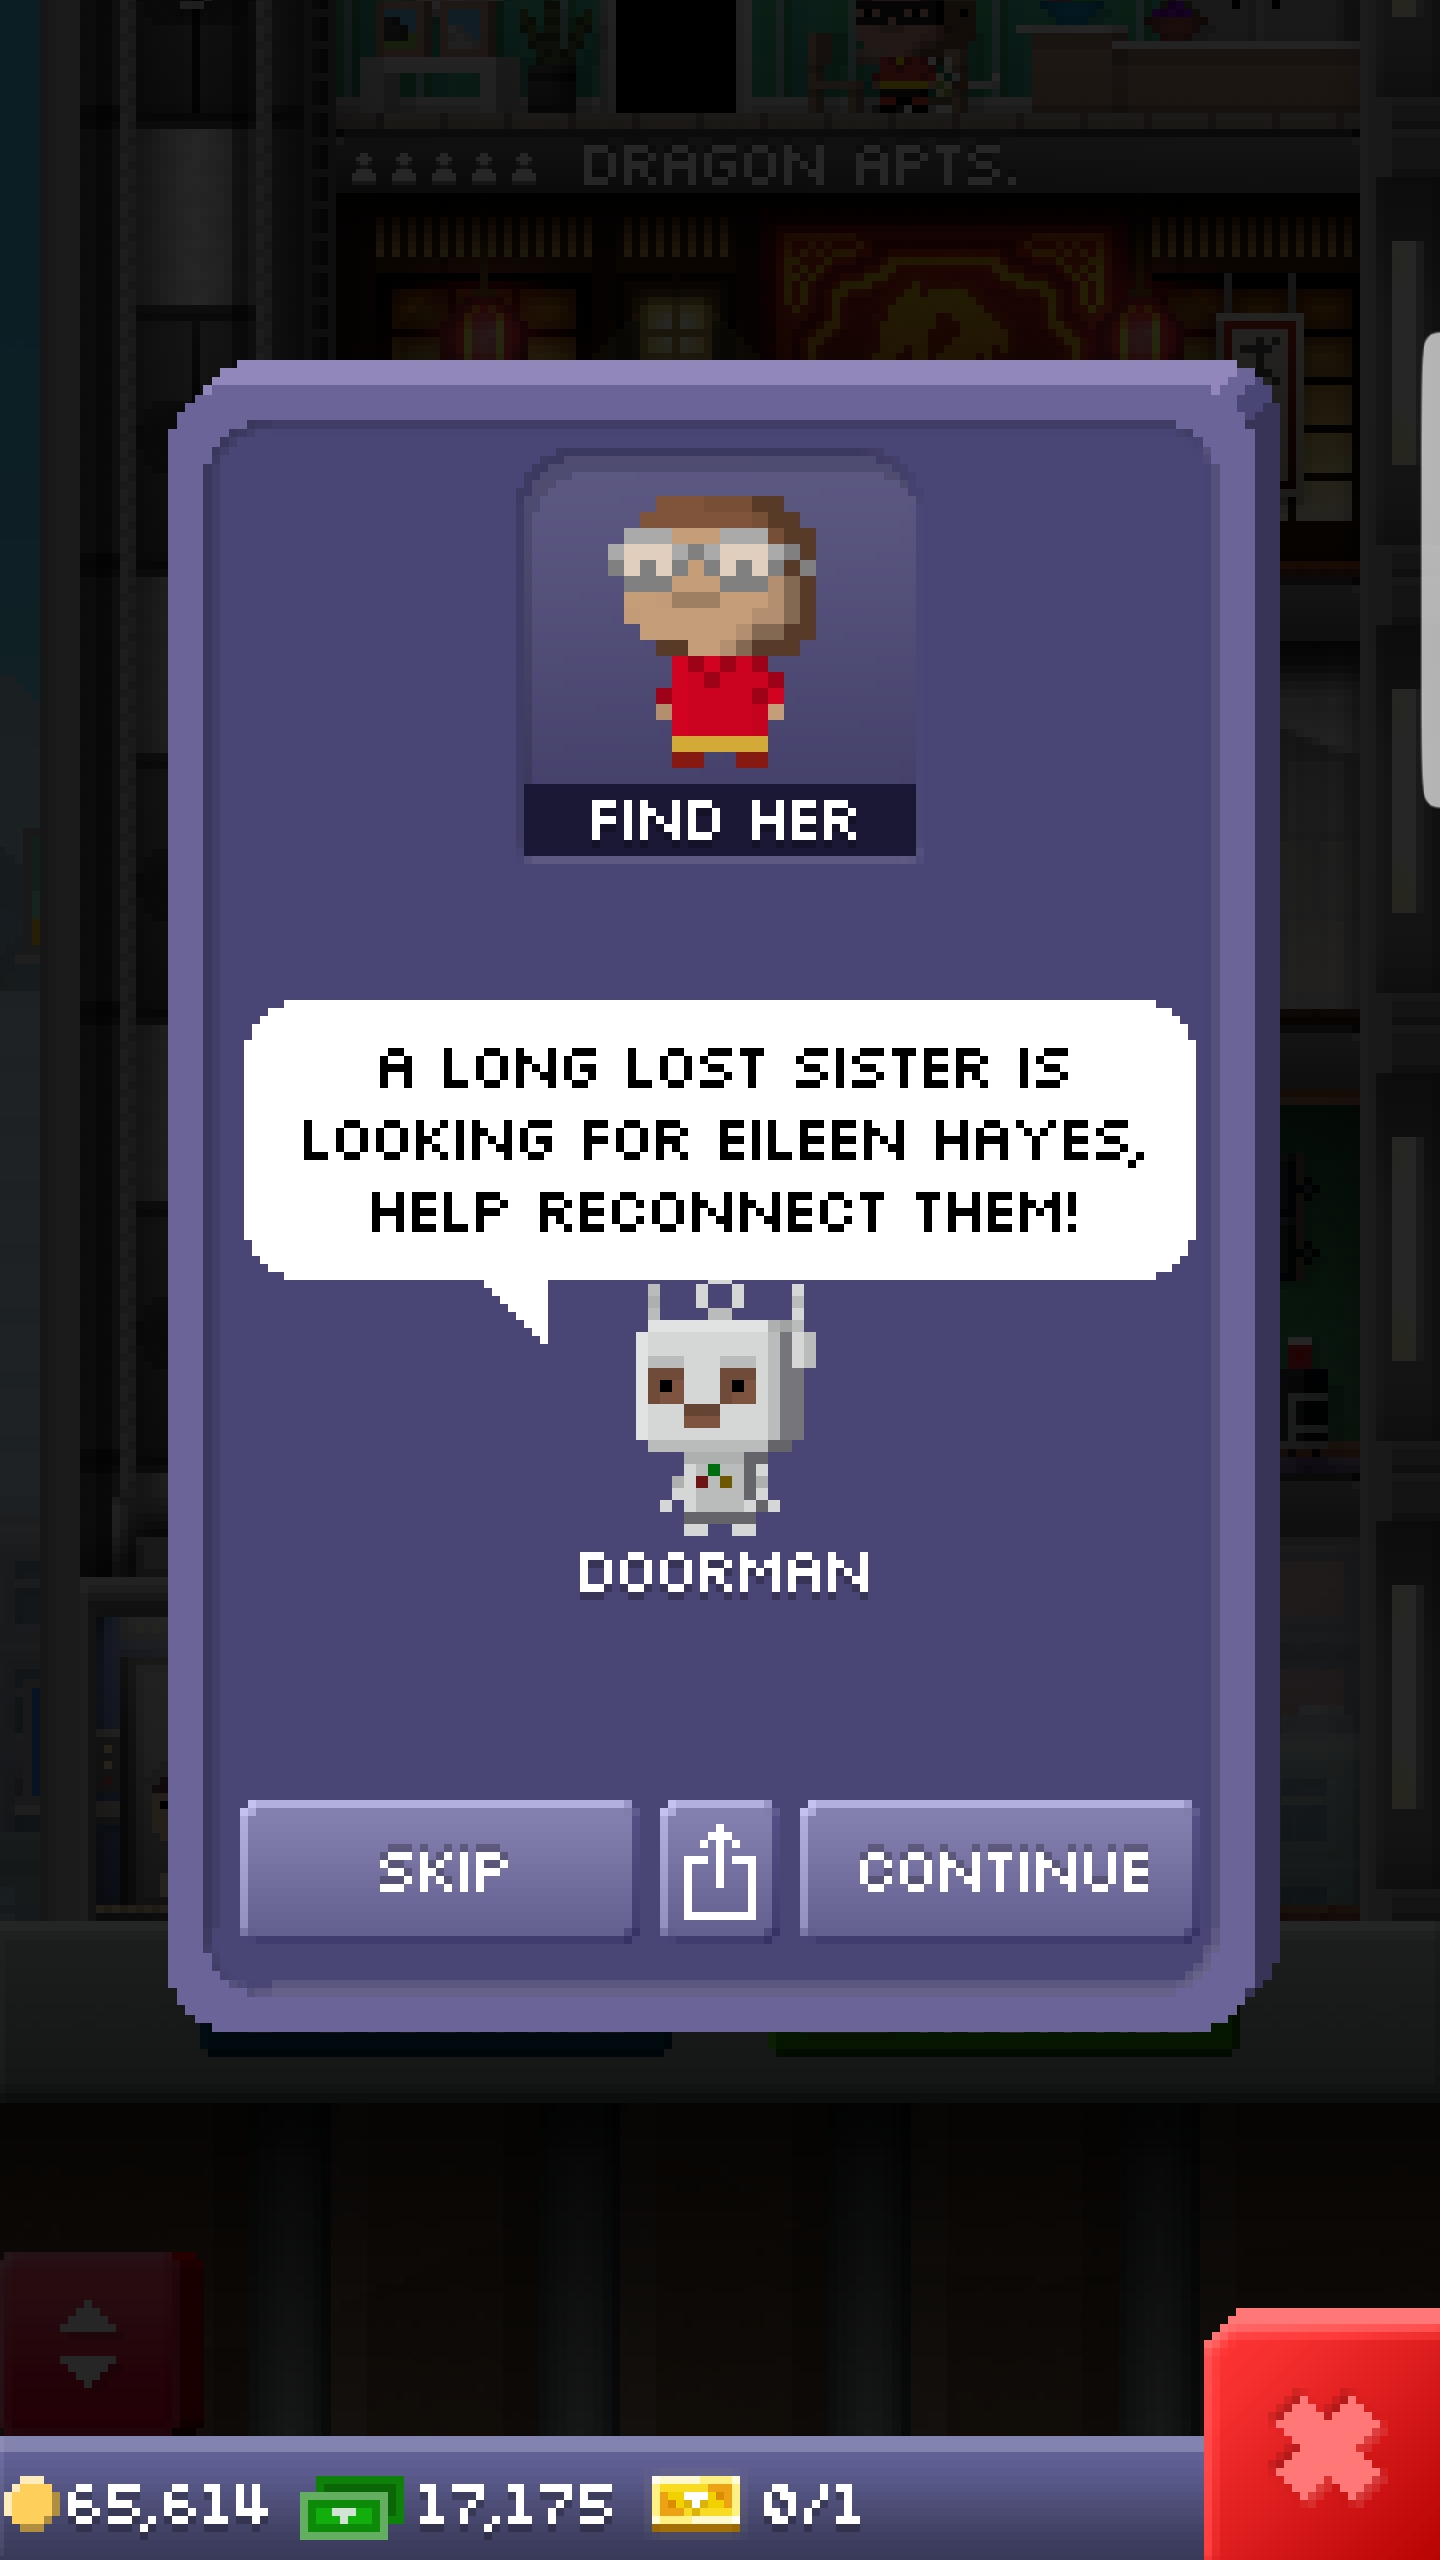 DRAGON APTS.
FIND HER
A LONG LOST SISTER IS
LOOKING FOR EILEEN HAYES,
HELP RECONNECT THEM!
DOORMAN
SKIP
CONTINUE
65,614 17,175 0/1